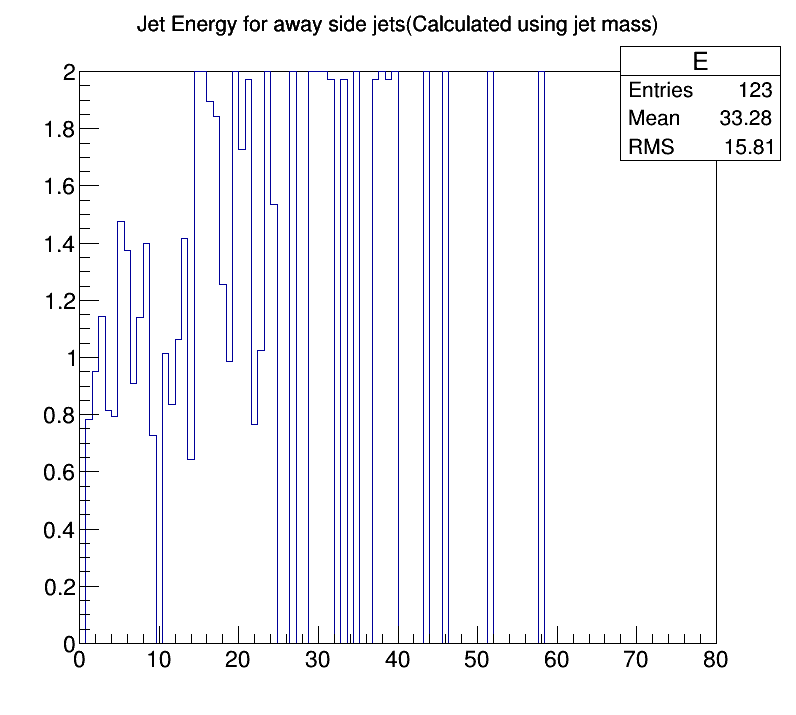 Jet Energy for away side jets(Calculated using jet mass)
E
Entries 123
Mean 33.28
RMS 15.81
2
1.8
1.6
1.4
1.2
1
0.8
0.6
0.4
0.2
0
0 10 20 30 40 50 60 70 80